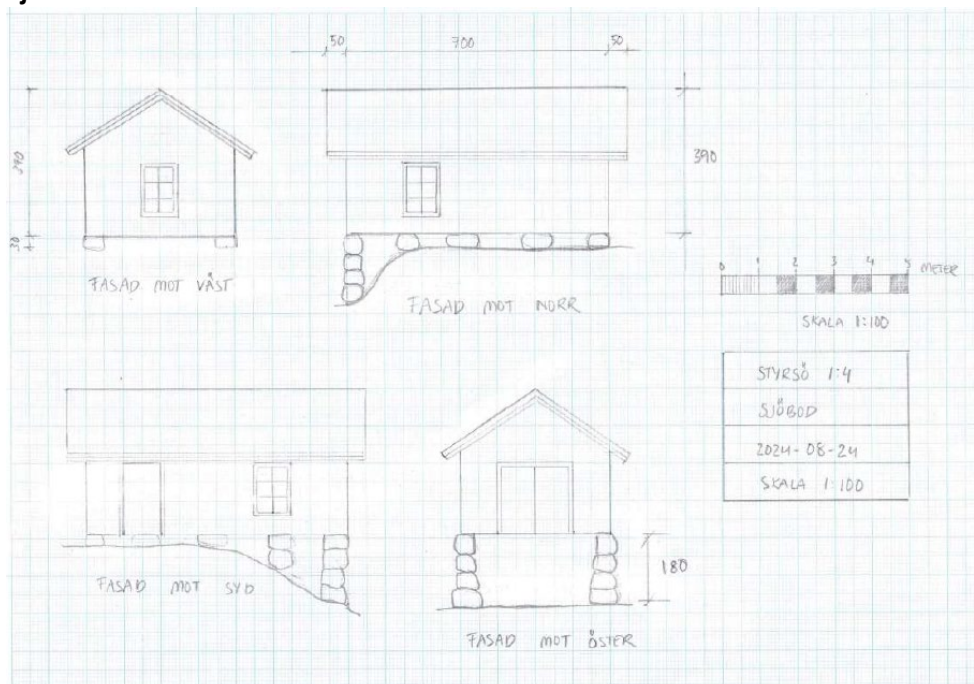 50 700 50
390
30
FASAD MOT VÄST
390
FASAD MOT NORR
0 1 2 3 4 5 METER
SKALA 1:100
STYRSÖ 1:4
SJÖBOD
2024-08-24
SKALA 1:100
FASAD MOT SYD
180
FASAD MOT ÖSTER